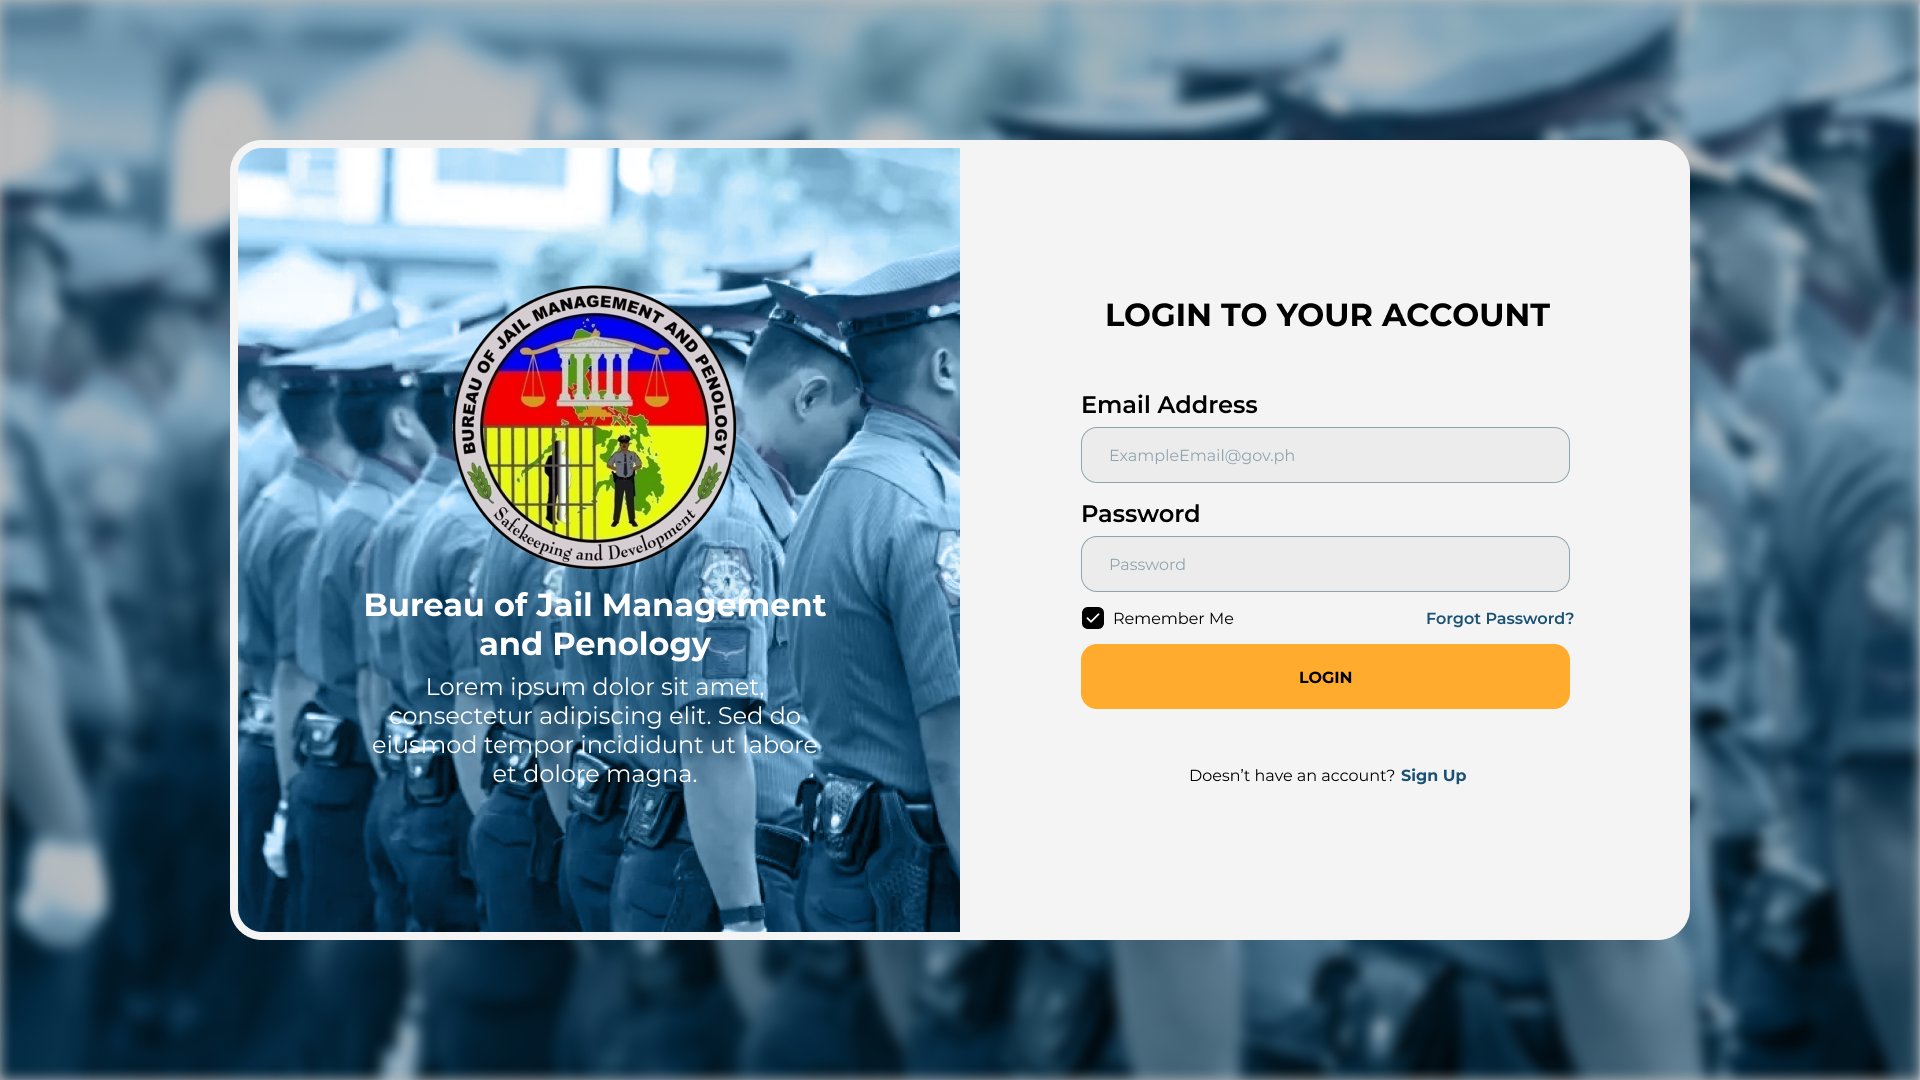 BUREAU OF JAIL MANAGEMENT AND PENOLOGY
Safekeeping and Development
Bureau of Jail Management
and Penology
Lorem ipsum dolor sit amet,
consectetur adipiscing elit. Sed do
eiusmod tempor incididunt ut labore
et dolore magna.
LOGIN TO YOUR ACCOUNT
Email Address
ExampleEmail@gov.ph
Password
Password
Remember Me
Forgot Password?
LOGIN
Doesn’t have an account? Sign Up